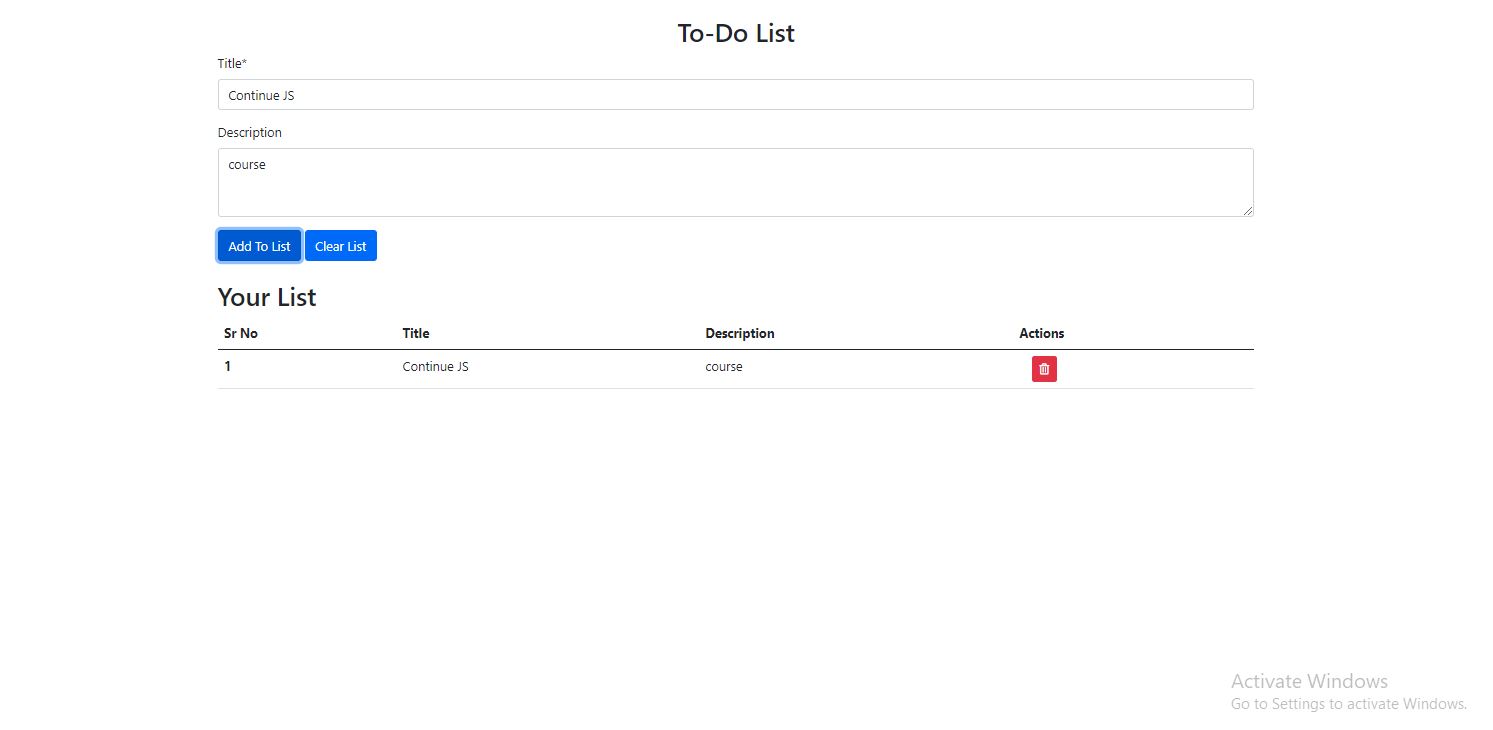 To-Do List
Title*
Continue JS
Description
course
Add To List Clear List
Your List
Sr No Title Description Actions
1 Continue JS course
Activate Windows
Go to Settings to activate Windows.